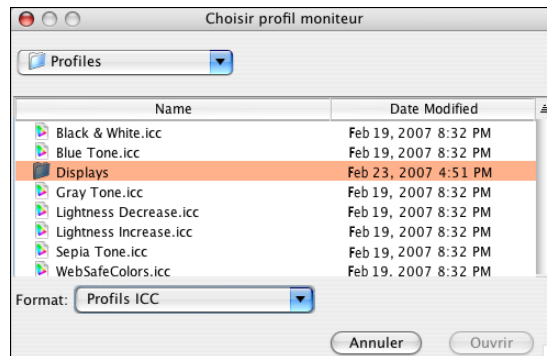 Choisir profil moniteur
Profiles
Name Date Modified
Black & White.icc Feb 19, 2007 8:32 PM
Blue Tone.icc Feb 19, 2007 8:32 PM
Displays Feb 23, 2007 4:51 PM
Gray Tone.icc Feb 19, 2007 8:32 PM
Lightness Decrease.icc Feb 19, 2007 8:32 PM
Lightness Increase.icc Feb 19, 2007 8:32 PM
Sepia Tone.icc Feb 19, 2007 8:32 PM
WebSafeColors.icc Feb 19, 2007 8:32 PM
Format: Profils ICC
Annuler Ouvrir